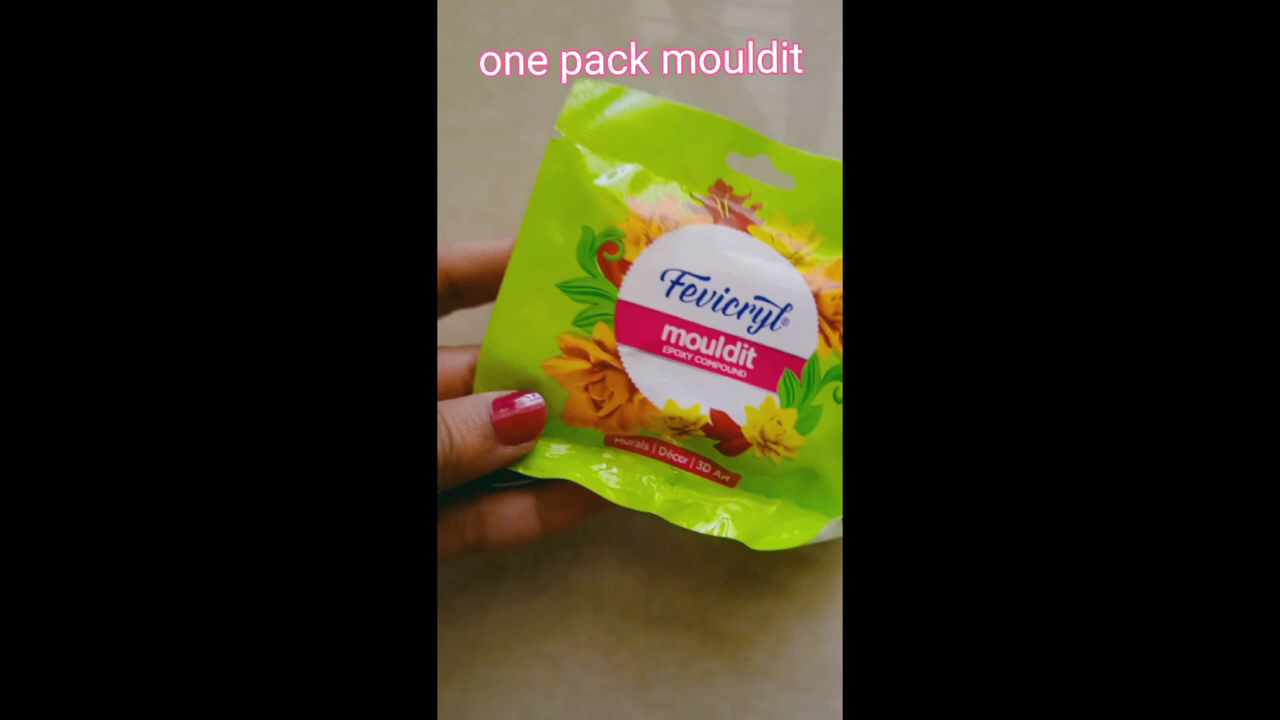 one pack mouldit
Fevicryl®
mouldit
EPOXY COMPOUND
Murals | Décor | 3D Art